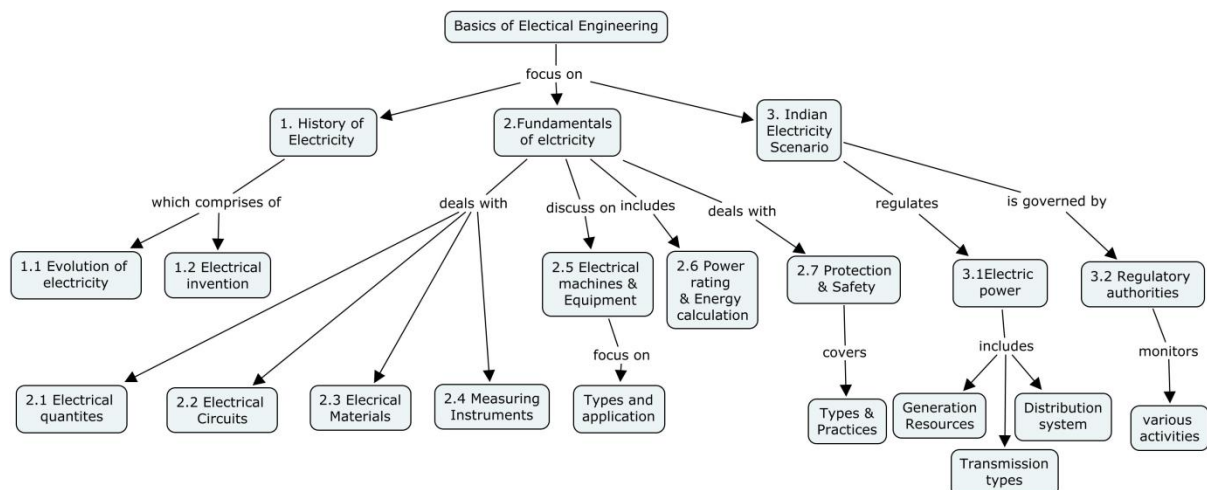 Basics of Electical Engineering
focus on
1. History of
Electricity
2.Fundamentals
of elctricity
3. Indian
Electricity
Scenario
which comprises of
deals with
discuss on
includes
deals with
regulates
is governed by
1.1 Evolution of
electricity
1.2 Electrical
invention
2.5 Electrical
machines &
Equipment
2.6 Power
rating
& Energy
calculation
2.7 Protection
& Safety
3.1Electric
power
3.2 Regulatory
authorities
focus on
covers
includes
monitors
2.1 Electrical
quantites
2.2 Electrical
Circuits
2.3 Elecrical
Materials
2.4 Measuring
Instruments
Types and
application
Types &
Practices
Generation
Resources
Distribution
system
various
activities
Transmission
types